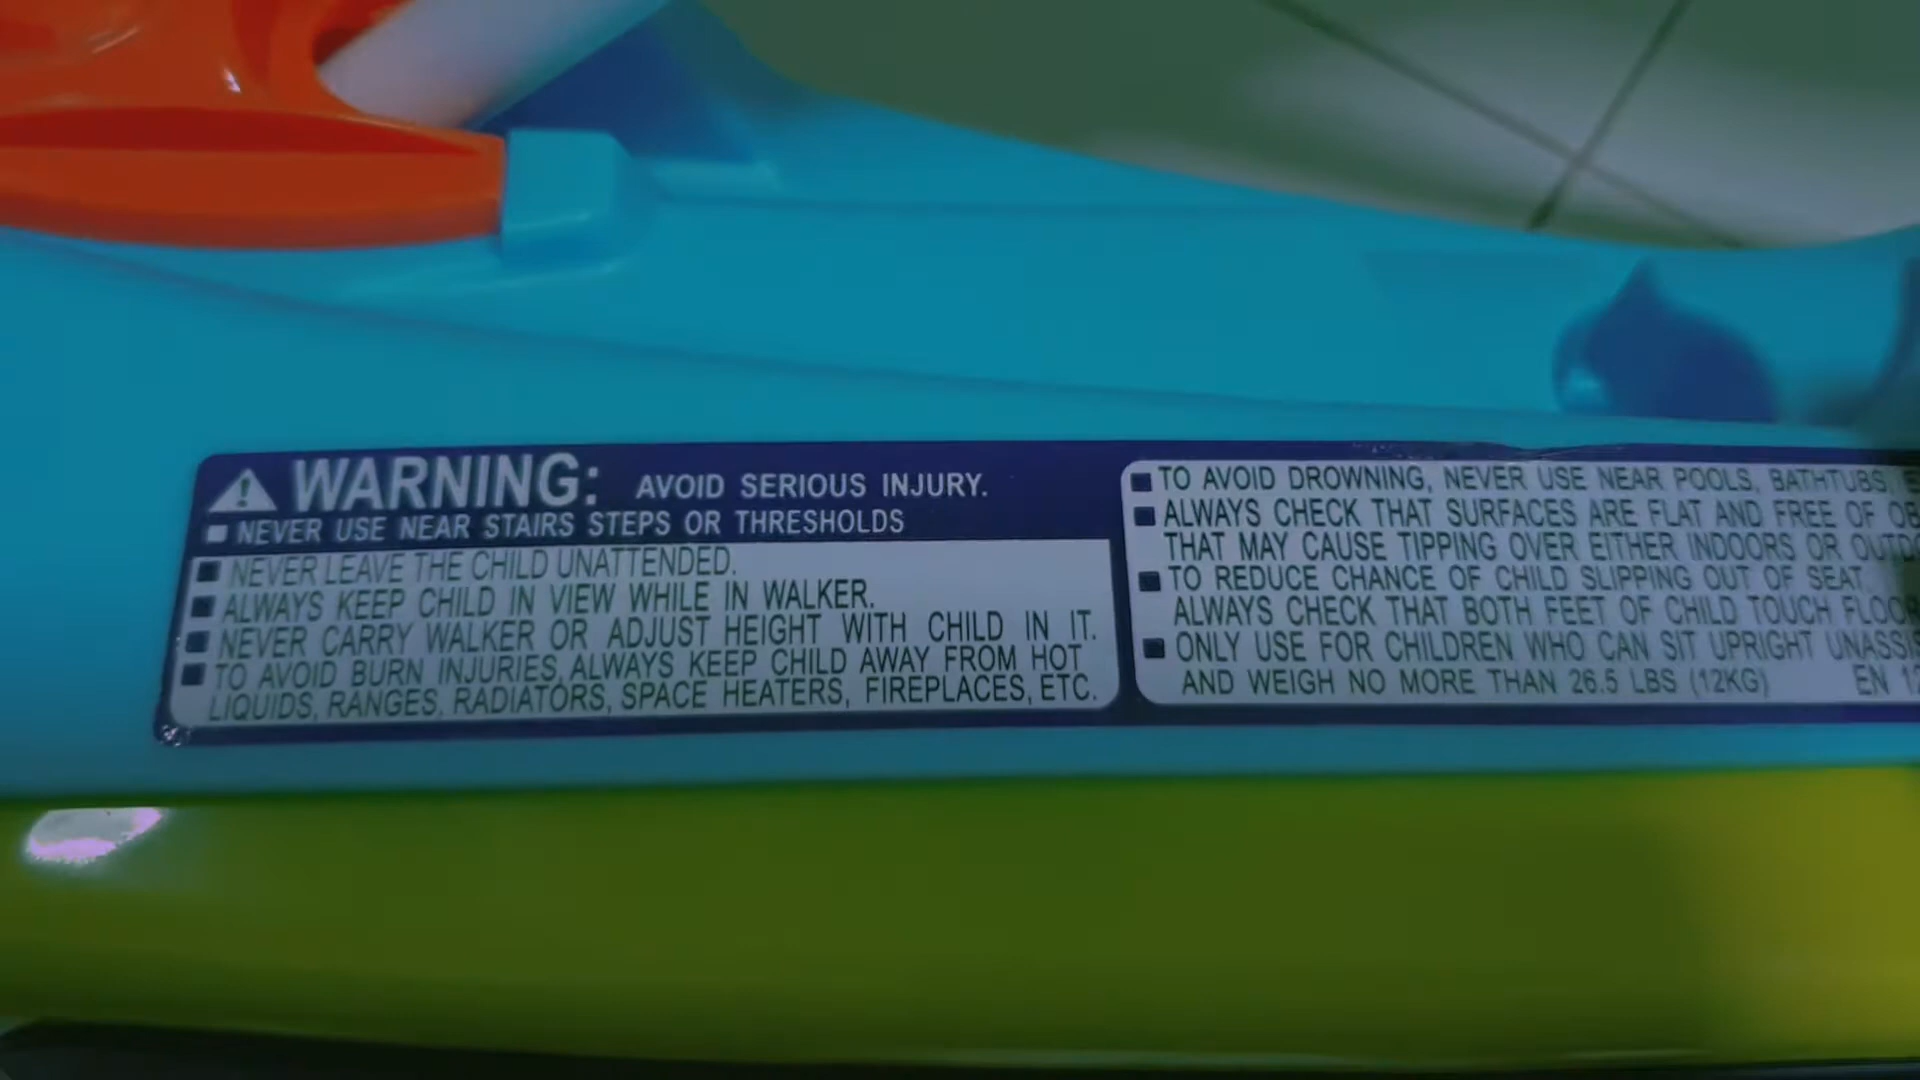 WARNING: AVOID SERIOUS INJURY.
NEVER USE NEAR STAIRS STEPS OR THRESHOLDS
NEVER LEAVE THE CHILD UNATTENDED.
ALWAYS KEEP CHILD IN VIEW WHILE IN WALKER.
NEVER CARRY WALKER OR ADJUST HEIGHT WITH CHILD IN IT.
TO AVOID BURN INJURIES, ALWAYS KEEP CHILD AWAY FROM HOT
LIQUIDS, RANGES, RADIATORS, SPACE HEATERS, FIREPLACES, ETC.
TO AVOID DROWNING, NEVER USE NEAR POOLS, BATHTUBS
ALWAYS CHECK THAT SURFACES ARE FLAT AND FREE OF
THAT MAY CAUSE TIPPING OVER EITHER INDOORS OR
TO REDUCE CHANCE OF CHILD SLIPPING OUT OF SEAT,
ALWAYS CHECK THAT BOTH FEET OF CHILD TOUCH
ONLY USE FOR CHILDREN WHO CAN SIT UPRIGHT
AND WEIGH NO MORE THAN 26.5 LBS (12KG) EN